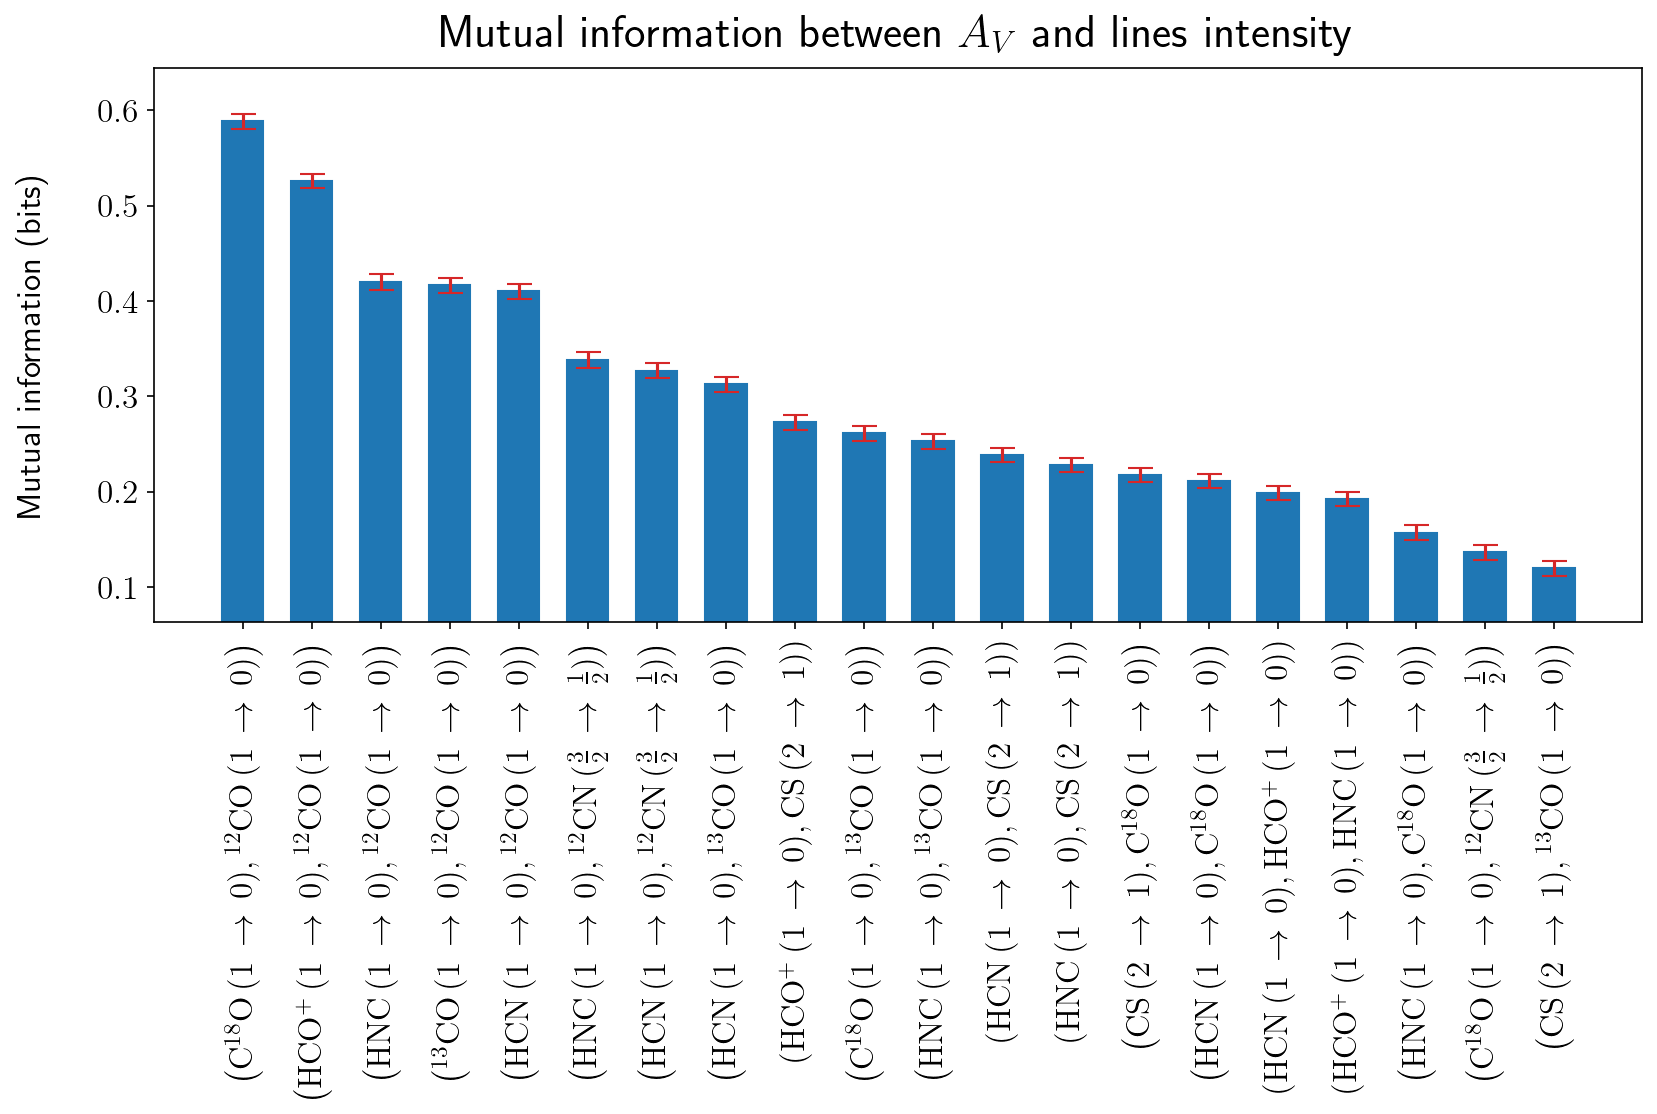 Mutual information between A_V and lines intensity
Mutual information (bits)
0.6
0.5
0.4
0.3
0.2
0.1
(C¹⁸O (1 → 0), ¹²CO (1 → 0))
(HCO⁺ (1 → 0), ¹²CO (1 → 0))
(HNC (1 → 0), ¹²CO (1 → 0))
(¹³CO (1 → 0), ¹²CO (1 → 0))
(HCN (1 → 0), ¹²CO (1 → 0))
(HNC (1 → 0), ¹²CN (3/2 → 1/2))
(HCN (1 → 0), ¹²CN (3/2 → 1/2))
(HCN (1 → 0), ¹³CO (1 → 0))
(HCO⁺ (1 → 0), CS (2 → 1))
(C¹⁸O (1 → 0), ¹³CO (1 → 0))
(HNC (1 → 0), ¹³CO (1 → 0))
(HCN (1 → 0), CS (2 → 1))
(HNC (1 → 0), CS (2 → 1))
(CS (2 → 1), C¹⁸O (1 → 0))
(HCN (1 → 0), C¹⁸O (1 → 0))
(HCN (1 → 0), HCO⁺ (1 → 0))
(HCO⁺ (1 → 0), HNC (1 → 0))
(HNC (1 → 0), C¹⁸O (1 → 0))
(C¹⁸O (1 → 0), ¹²CN (3/2 → 1/2))
(CS (2 → 1), ¹³CO (1 → 0))